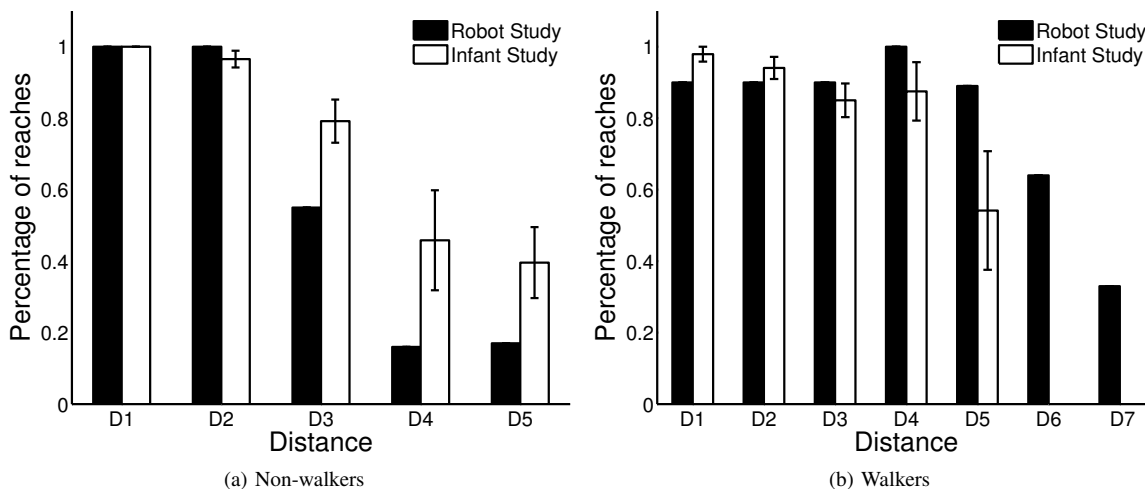 Percentage of reaches
1
0.8
0.6
0.4
0.2
0
Robot Study
Infant Study
D1 D2 D3 D4 D5
Distance
(a) Non-walkers
Percentage of reaches
1
0.8
0.6
0.4
0.2
0
Robot Study
Infant Study
D1 D2 D3 D4 D5 D6 D7
Distance
(b) Walkers